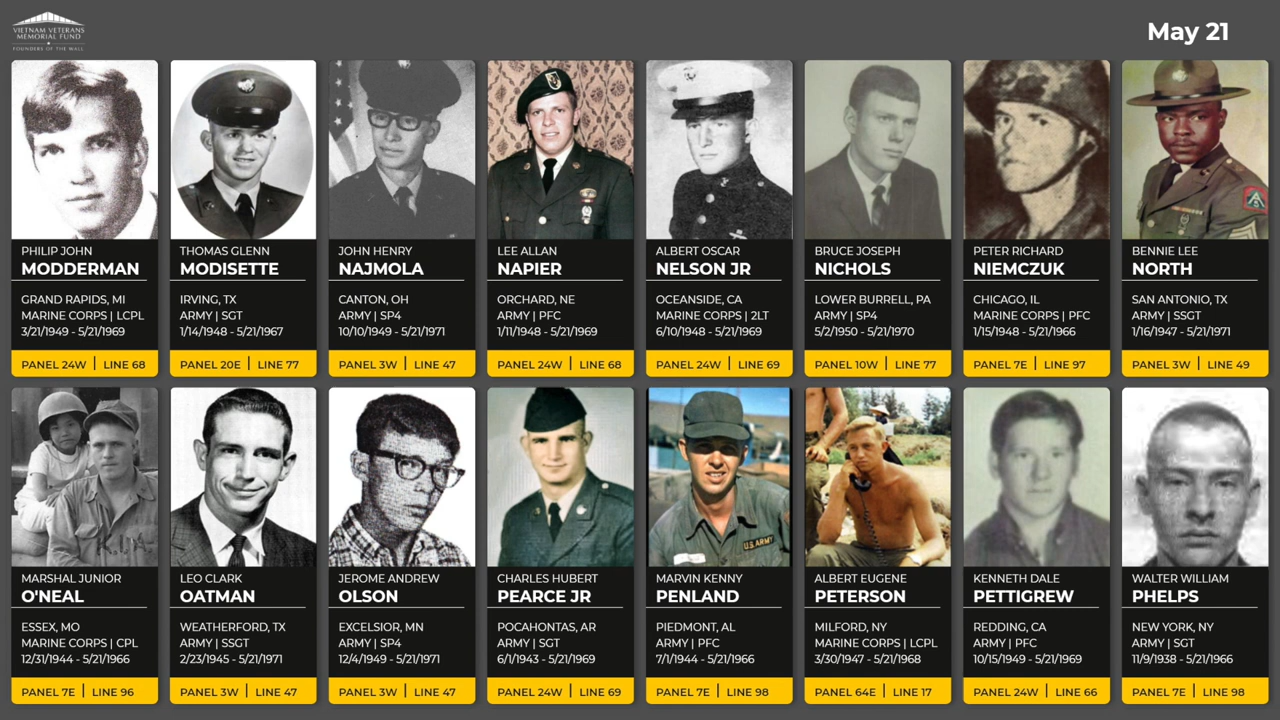 VIETNAM VETERANS
MEMORIAL FUND
FOUNDERS OF THE WALL
May 21
PHILIP JOHN
MODDERMAN
GRAND RAPIDS, MI
MARINE CORPS | LCPL
3/21/1949 - 5/21/1969
PANEL 24W | LINE 68
THOMAS GLENN
MODISETTE
IRVING, TX
ARMY | SGT
1/14/1948 - 5/21/1967
PANEL 20E | LINE 77
JOHN HENRY
NAJMOLA
CANTON, OH
ARMY | SP4
10/10/1949 - 5/21/1971
PANEL 3W | LINE 47
LEE ALLAN
NAPIER
ORCHARD, NE
ARMY | PFC
1/11/1948 - 5/21/1969
PANEL 24W | LINE 68
ALBERT OSCAR
NELSON JR
OCEANSIDE, CA
MARINE CORPS | 2LT
6/10/1948 - 5/21/1969
PANEL 24W | LINE 69
BRUCE JOSEPH
NICHOLS
LOWER BURRELL, PA
ARMY | SP4
5/2/1950 - 5/21/1970
PANEL 10W | LINE 77
PETER RICHARD
NIEMCZUK
CHICAGO, IL
MARINE CORPS | PFC
1/15/1948 - 5/21/1966
PANEL 7E | LINE 97
BENNIE LEE
NORTH
SAN ANTONIO, TX
ARMY | SSGT
1/16/1947 - 5/21/1971
PANEL 3W | LINE 49
MARSHAL JUNIOR
O'NEAL
ESSEX, MO
MARINE CORPS | CPL
12/31/1944 - 5/21/1966
PANEL 7E | LINE 96
LEO CLARK
OATMAN
WEATHERFORD, TX
ARMY | SSGT
2/23/1945 - 5/21/1971
PANEL 3W | LINE 47
JEROME ANDREW
OLSON
EXCELSIOR, MN
ARMY | SP4
12/4/1949 - 5/21/1971
PANEL 3W | LINE 47
CHARLES HUBERT
PEARCE JR
POCAHONTAS, AR
ARMY | SGT
6/1/1943 - 5/21/1969
PANEL 24W | LINE 69
U.S. ARMY
MARVIN KENNY
PENLAND
PIEDMONT, AL
ARMY | PFC
7/1/1944 - 5/21/1966
PANEL 7E | LINE 98
ALBERT EUGENE
PETERSON
MILFORD, NY
MARINE CORPS | LCPL
3/30/1947 - 5/21/1968
PANEL 64E | LINE 17
KENNETH DALE
PETTIGREW
REDDING, CA
ARMY | PFC
10/15/1949 - 5/21/1969
PANEL 24W | LINE 66
WALTER WILLIAM
PHELPS
NEW YORK, NY
ARMY | SGT
11/9/1938 - 5/21/1966
PANEL 7E | LINE 98